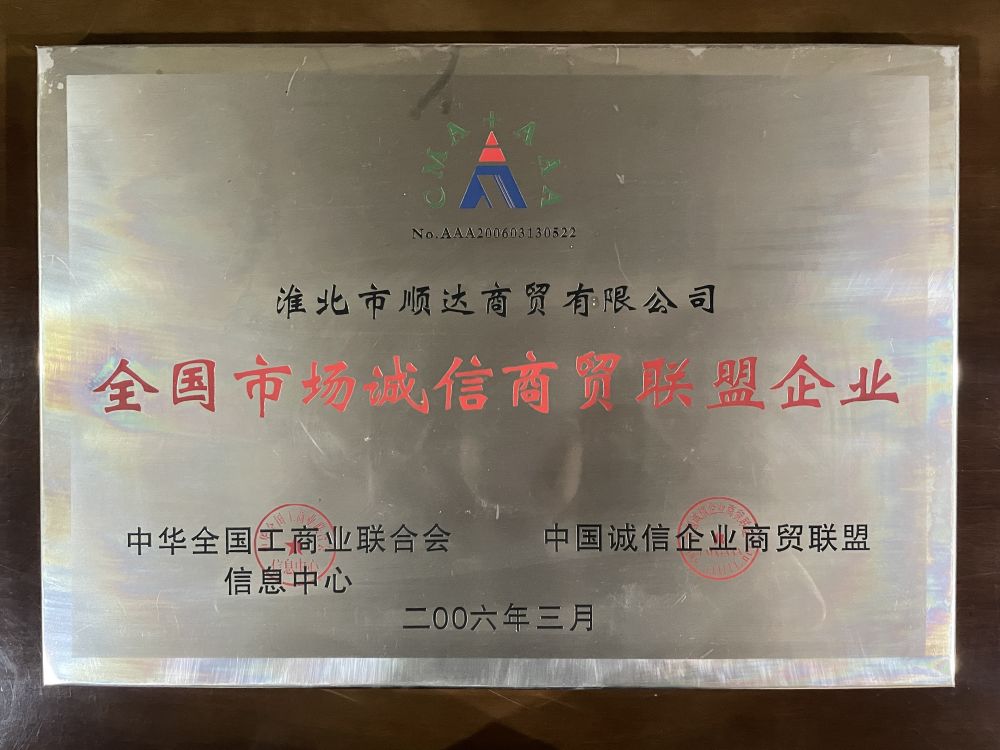 CMA+AAA
No.AAA200603130522
淮北市顺达商贸有限公司
全国市场诚信商贸联盟企业
中华全国工商业联合会
信息中心
中国诚信企业商贸联盟
二00六年三月